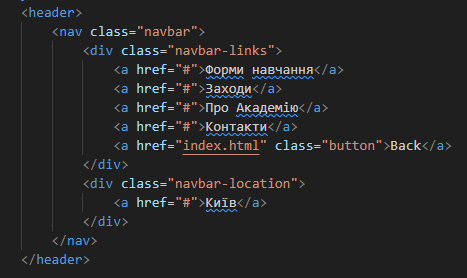 <header>
<nav class="navbar">
<div class="navbar-links">
<a href="#">Форми навчання</a>
<a href="#">Заходи</a>
<a href="#">Про Академію</a>
<a href="#">Контакти</a>
<a href="index.html" class="button">Back</a>
</div>
<div class="navbar-location">
<a href="#">Київ</a>
</div>
</nav>
</header>